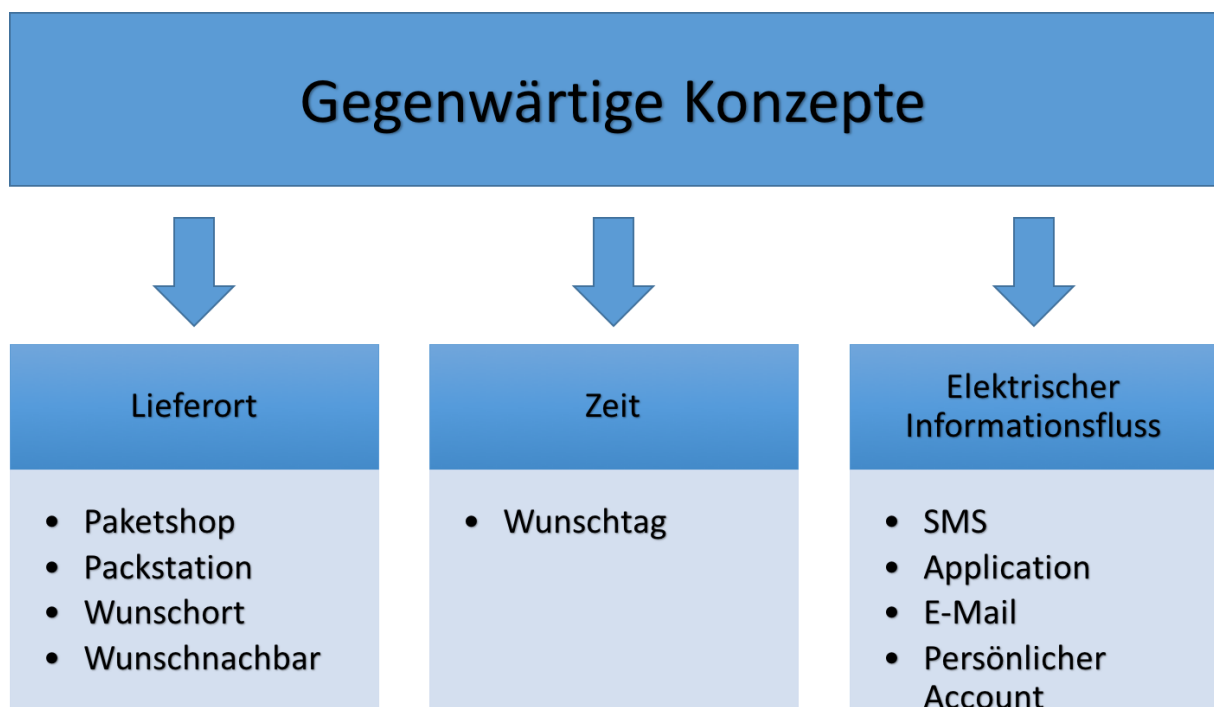 Gegenwärtige Konzepte
Lieferort
• Paketshop
• Packstation
• Wunschort
• Wunschnachbar
Zeit
• Wunschtag
Elektrischer
Informationsfluss
• SMS
• Application
• E-Mail
• Persönlicher
Account